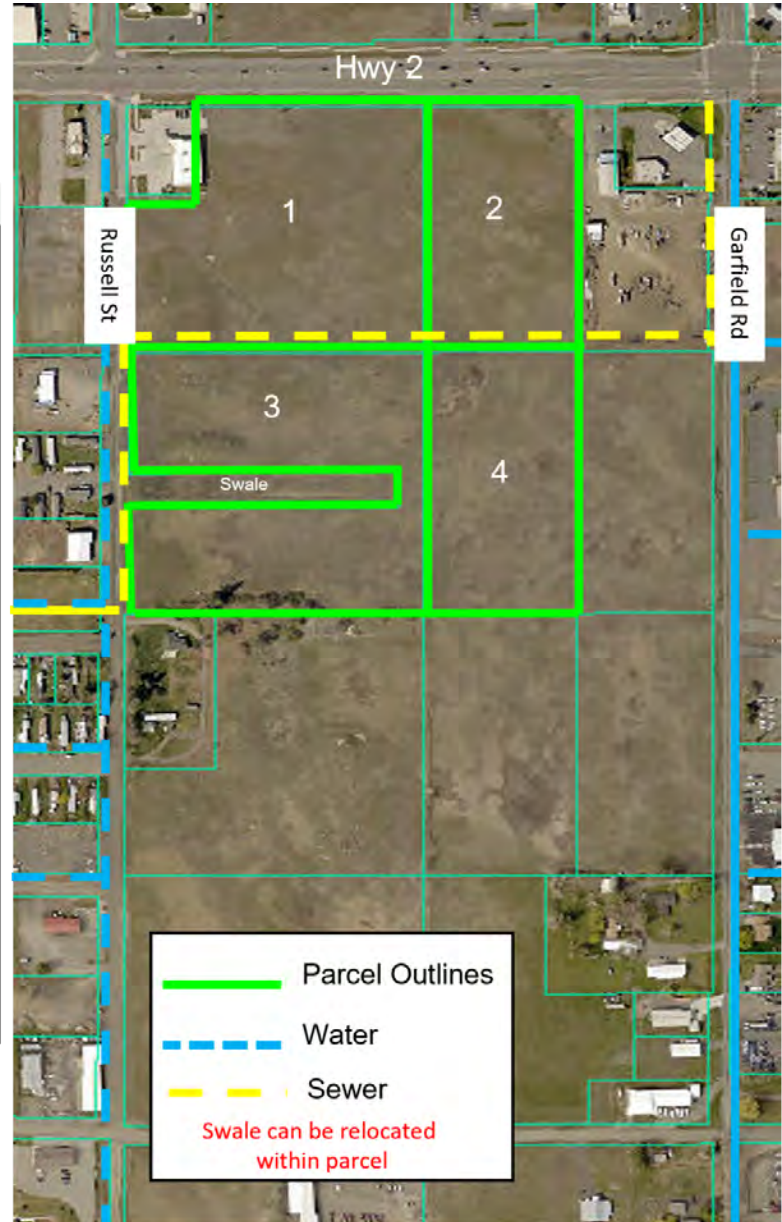 Hwy 2
1
2
Russell St
Garfield Rd
3
4
Swale
Parcel Outlines
Water
Sewer
Swale can be relocated
within parcel